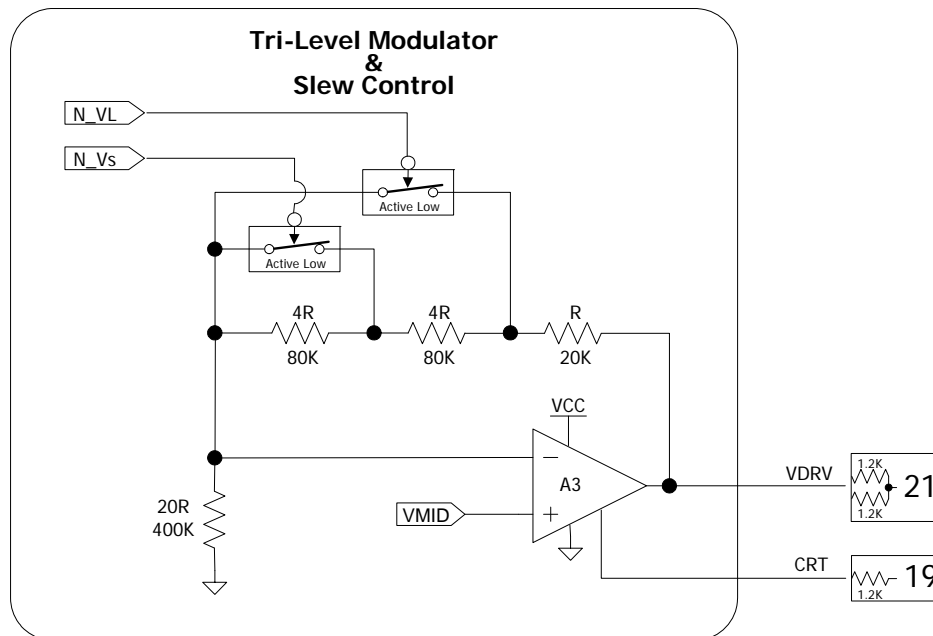 Tri-Level Modulator
&
Slew Control
N_VL
N_Vs
Active Low
Active Low
4R
4R
R
80K
80K
20K
VCC
A3
20R
400K
VMID
VDRV
1.2K
21
1.2K
CRT
19
1.2K